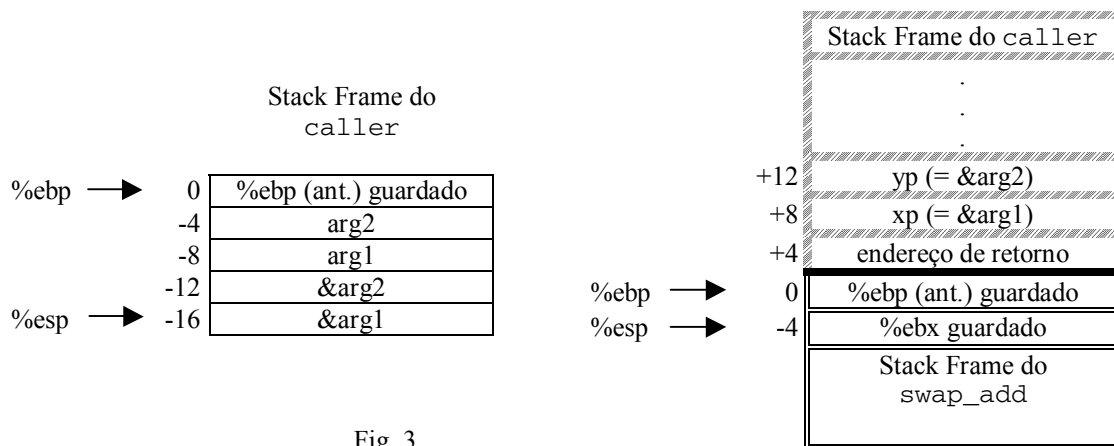 Stack Frame do
caller
%ebp
0 %ebp (ant.) guardado
-4 arg2
-8 arg1
-12 &arg2
%esp
-16 &arg1
Fig. 3
Stack Frame do caller
.
.
.
+12 yp (= &arg2)
+8 xp (= &arg1)
+4 endereço de retorno
%ebp
0 %ebp (ant.) guardado
%esp
-4 %ebx guardado
Stack Frame do
swap_add